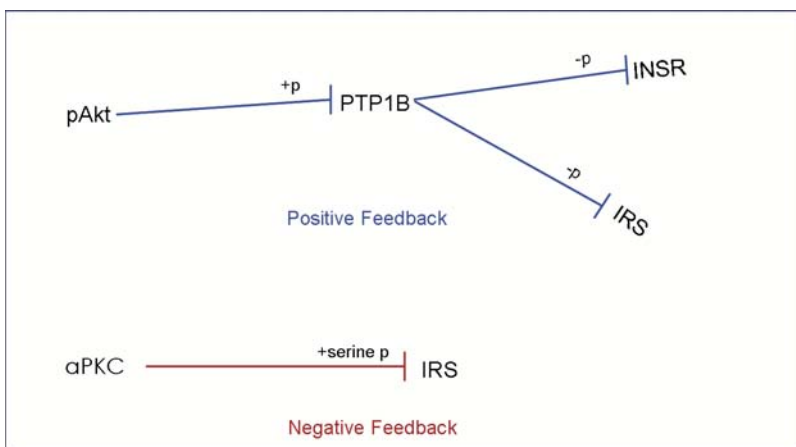 -p
INSR
+p
pAkt
PTP1B
-p
IRS
Positive Feedback
+serine p
aPKC
IRS
Negative Feedback